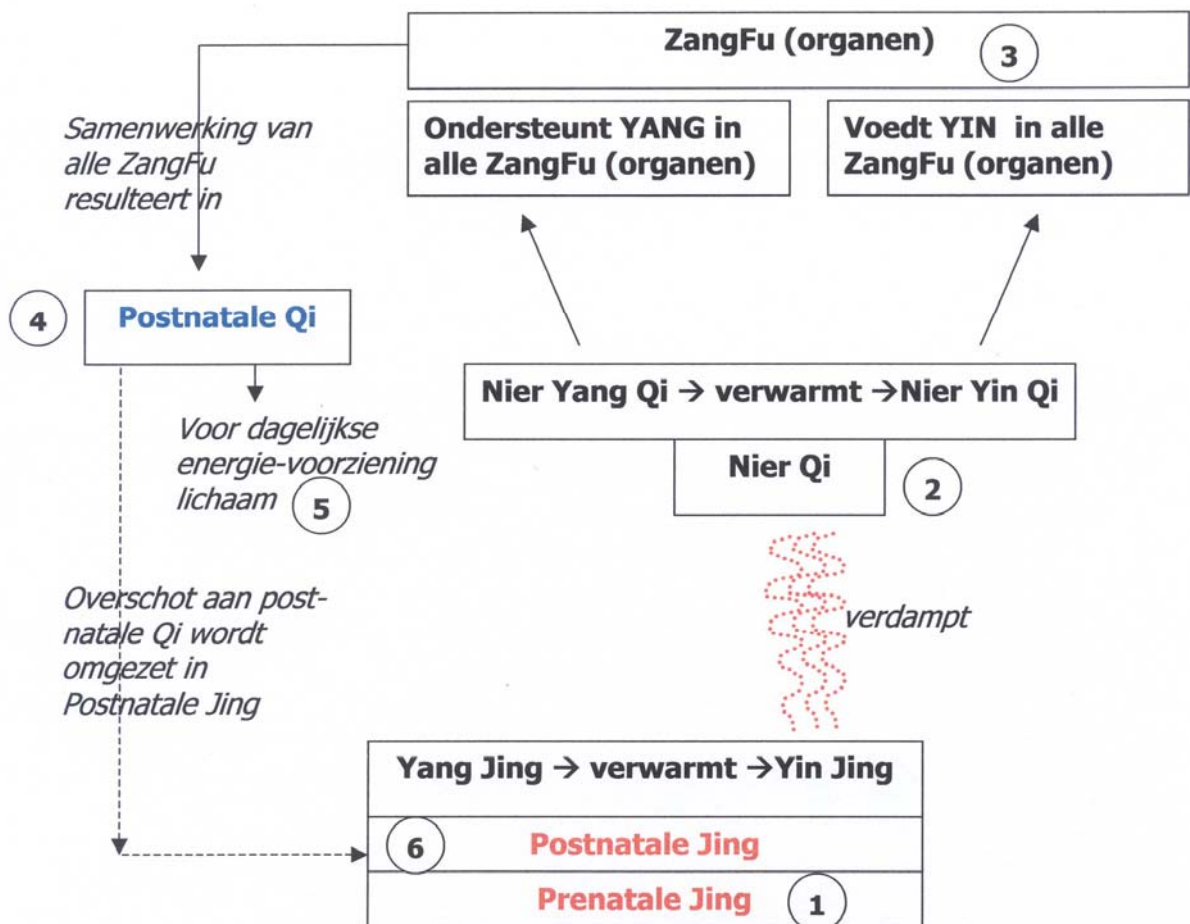 ZangFu (organen)
3
Ondersteunt YANG in
alle ZangFu (organen)
Voedt YIN in alle
ZangFu (organen)
Samenwerking van
alle ZangFu
resulteert in
4
Postnatale Qi
Voor dagelijkse
energie-voorziening
lichaam
5
Nier Yang Qi → verwarmt →Nier Yin Qi
Nier Qi
2
verdampt
Overschot aan post-
natale Qi wordt
omgezet in
Postnatale Jing
Yang Jing → verwarmt →Yin Jing
6
Postnatale Jing
Prenatale Jing
1